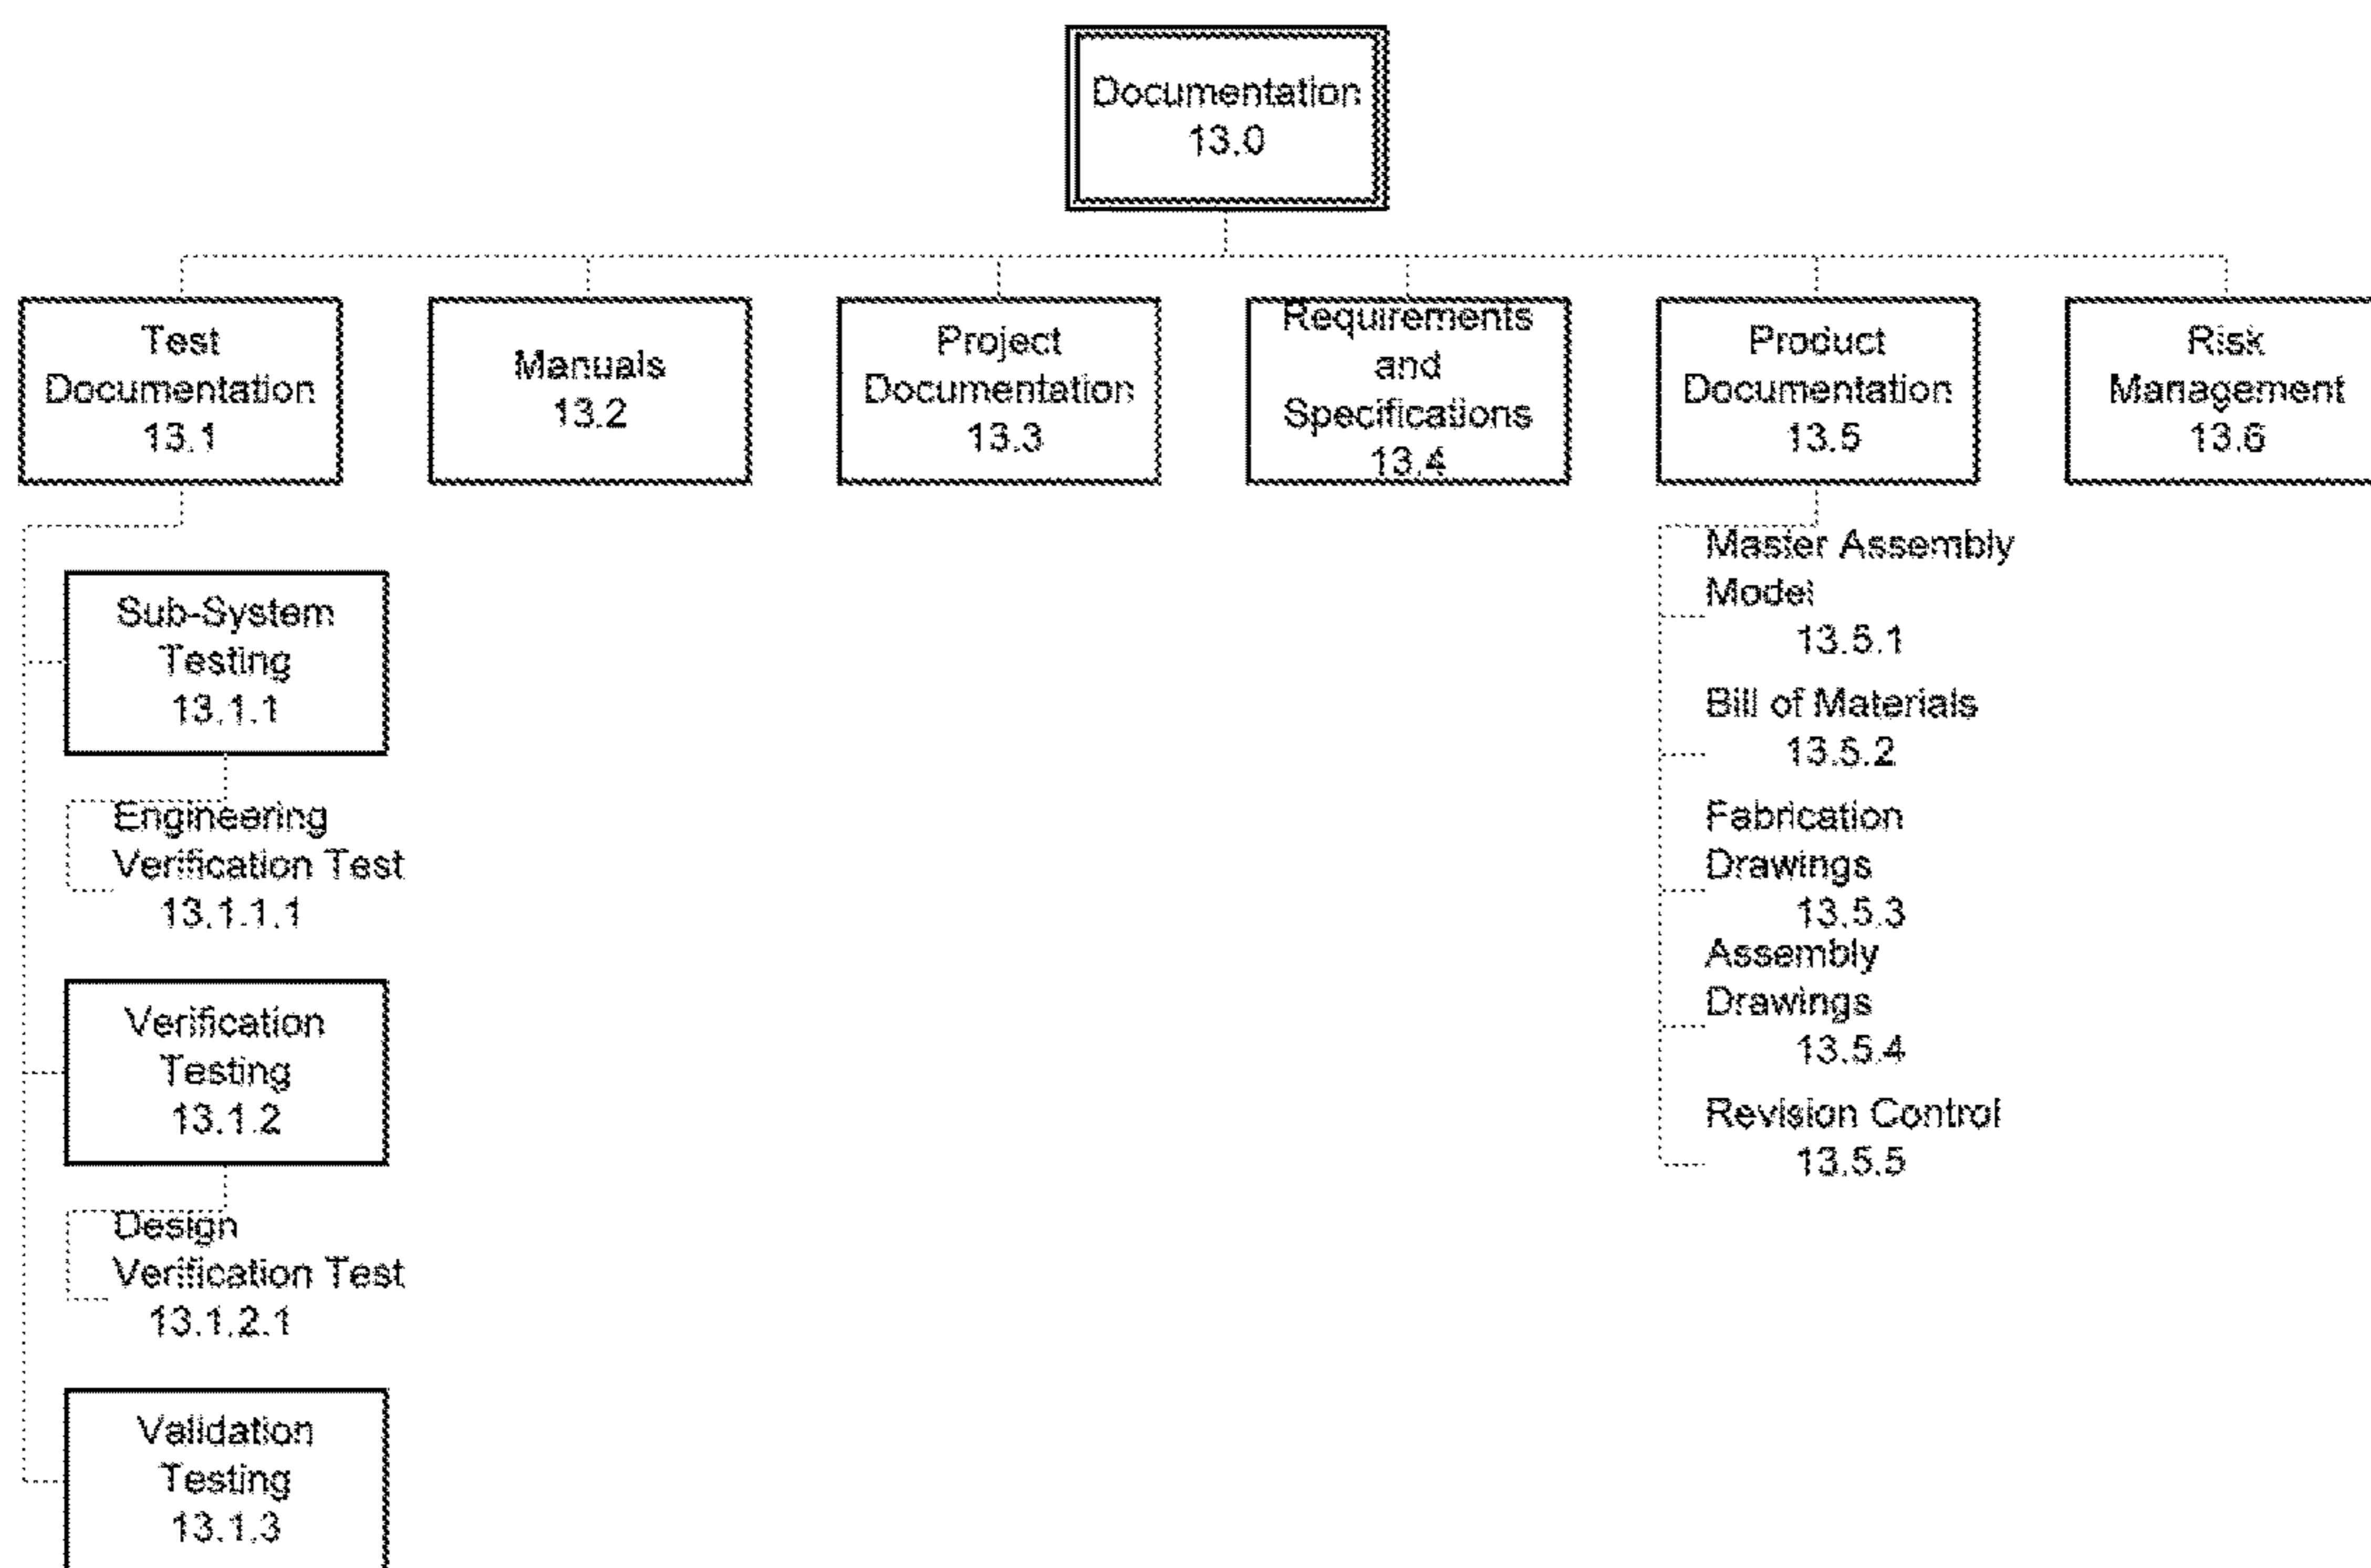 Documentation
13.0
Test
Documentation
13.1
Manuals
13.2
Project
Documentation
13.3
Requirements
and
Specifications
13.4
Product
Documentation
13.5
Risk
Management
13.6
Sub-System
Testing
13.1.1
Engineering
Verification Test
13.1.1.1
Verification
Testing
13.1.2
Design
Verification Test
13.1.2.1
Validation
Testing
13.1.3
Master Assembly
Model
13.5.1
Bill of Materials
13.5.2
Fabrication
Drawings
13.5.3
Assembly
Drawings
13.5.4
Revision Control
13.5.5